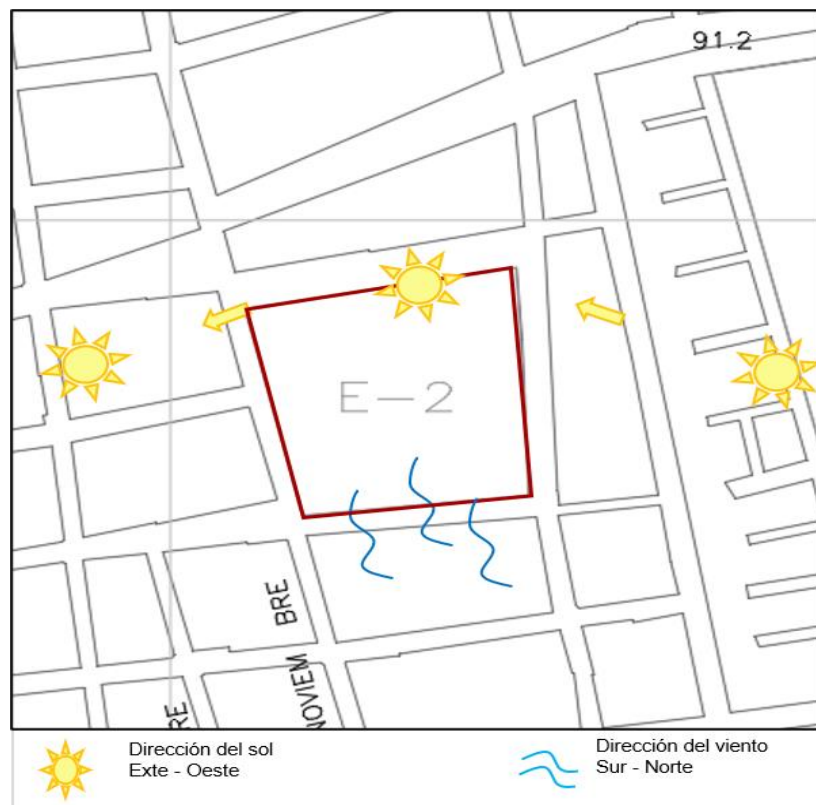 91.2
E-2
NOVIEM BRE
RE
Dirección del sol
Exte - Oeste
Dirección del viento
Sur - Norte